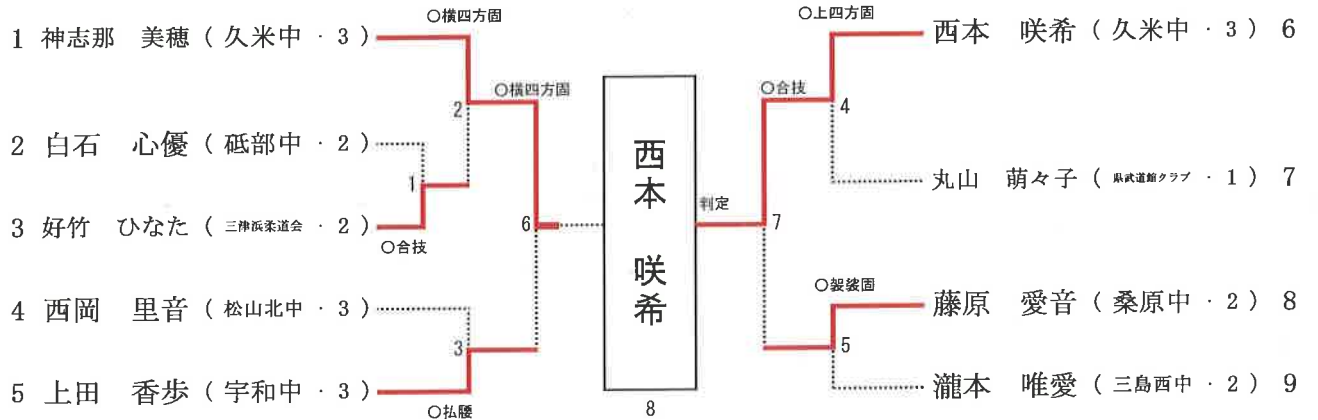 ○横四方固
1 神志那 美穂 ( 久米中 ・ 3 )
2
○横四方固
2 白石 心優 ( 砥部中 ・ 2 )
1
3 好竹 ひなた ( 三津浜柔道会 ・ 2 )
○合技
6
4 西岡 里音 ( 松山北中 ・ 3 )
3
5 上田 香歩 ( 宇和中 ・ 3 )
○払腰
西本 咲希
8
判定
○上四方固
西本 咲希 ( 久米中 ・ 3 ) 6
○合技
4
丸山 萌々子 ( 県武道館クラブ ・ 1 ) 7
7
○袈裟固
藤原 愛音 ( 桑原中 ・ 2 ) 8
5
瀧本 唯愛 ( 三島西中 ・ 2 ) 9